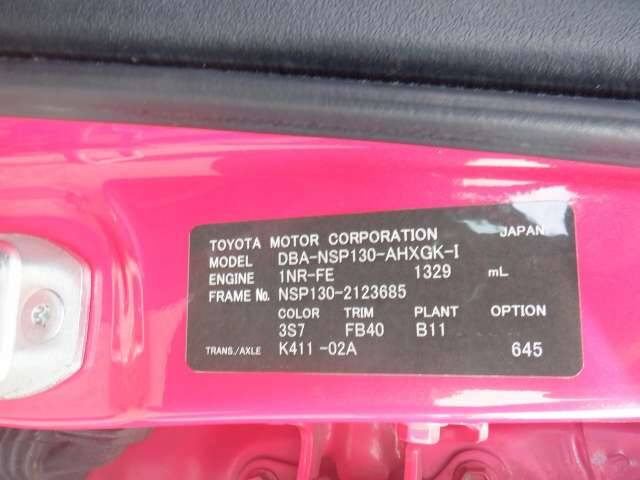 TOYOTA MOTOR CORPORATION JAPAN
MODEL DBA-NSP130-AHXGK-I
ENGINE 1NR-FE 1329 mL
FRAME No. NSP130-2123685
COLOR TRIM PLANT OPTION
3S7 FB40 B11
TRANS./AXLE K411 -02A 645